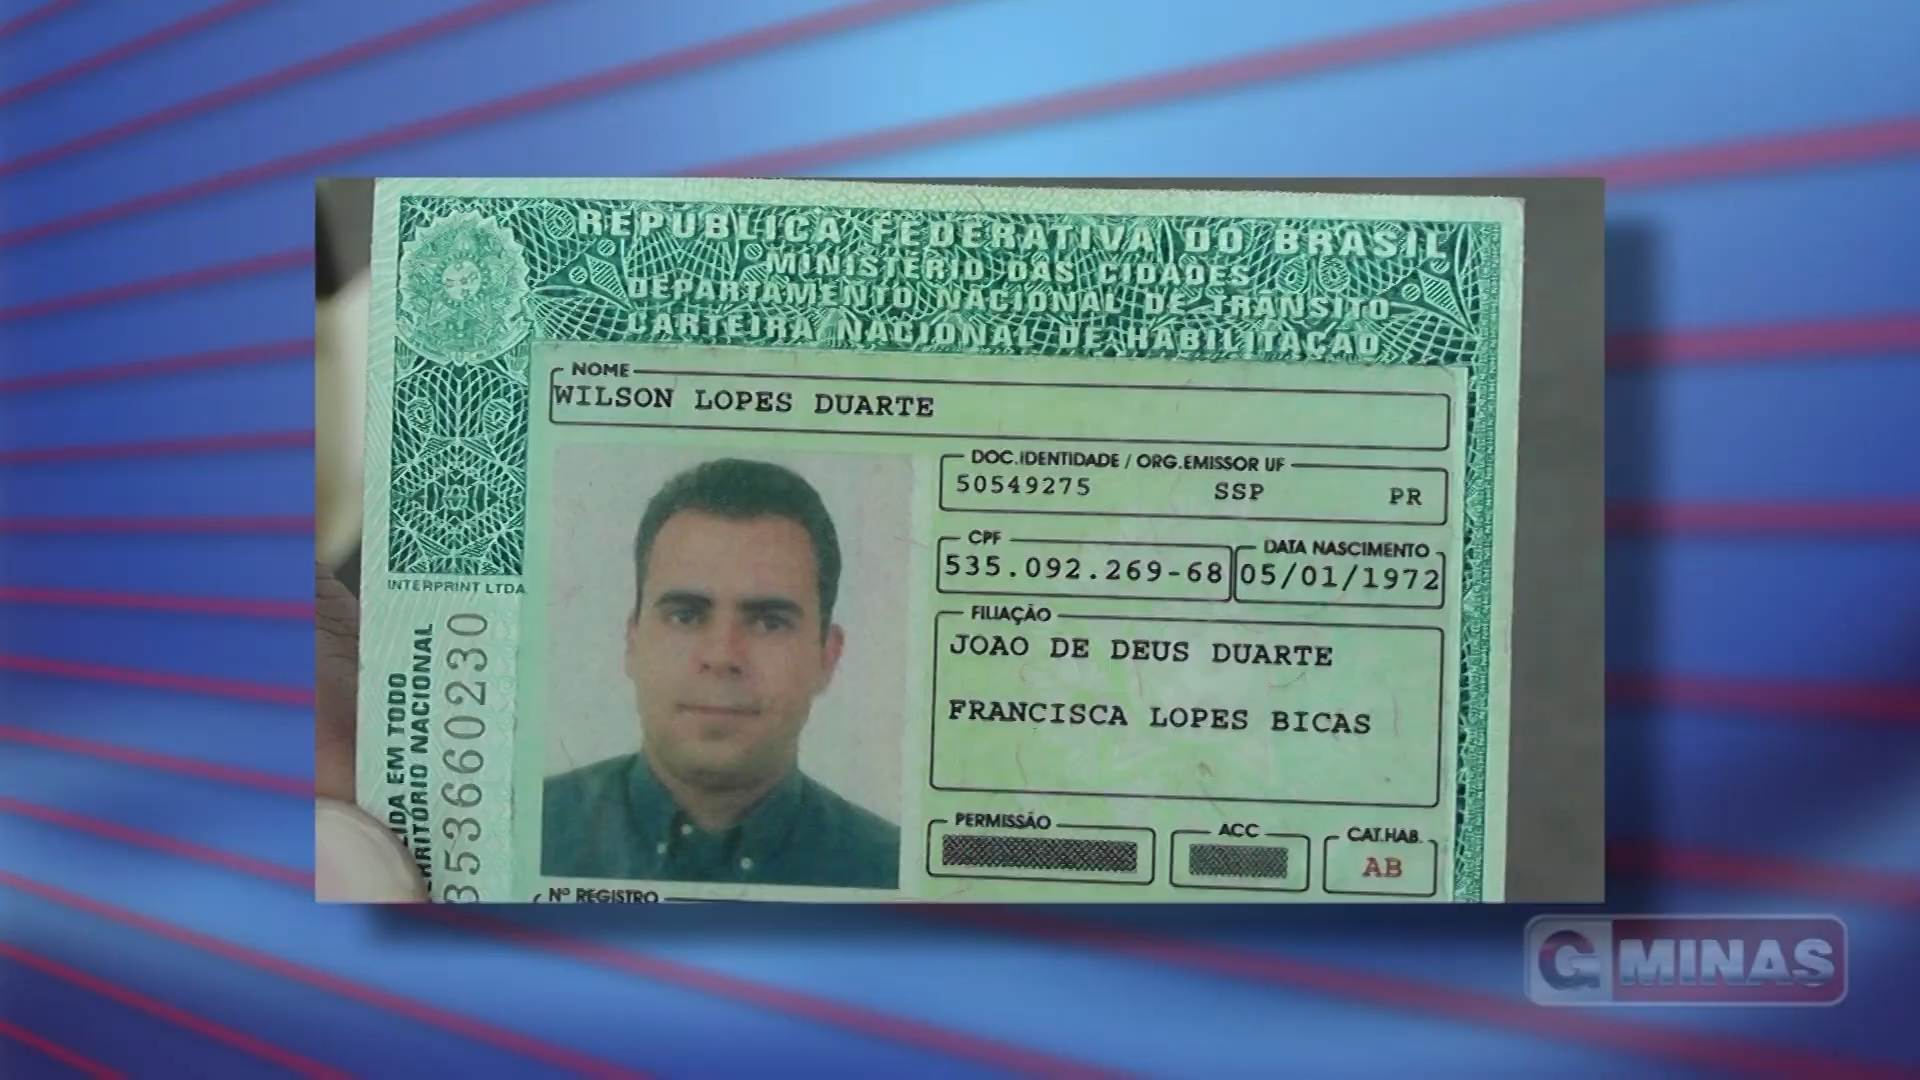 REPÚBLICA FEDERATIVA DO BRASIL
MINISTÉRIO DAS CIDADES
DEPARTAMENTO NACIONAL DE TRÂNSITO
CARTEIRA NACIONAL DE HABILITAÇÃO
NOME
WILSON LOPES DUARTE
DOC.IDENTIDADE / ORG.EMISSOR UF
50549275 SSP PR
CPF DATA NASCIMENTO
535.092.269-68 05/01/1972
FILIAÇÃO
JOAO DE DEUS DUARTE
FRANCISCA LOPES BICAS
PERMISSÃO ACC CAT.HAB.
AB
Nº REGISTRO
INTERPRINT LTDA
EM TODO
NACIONAL
G MINAS